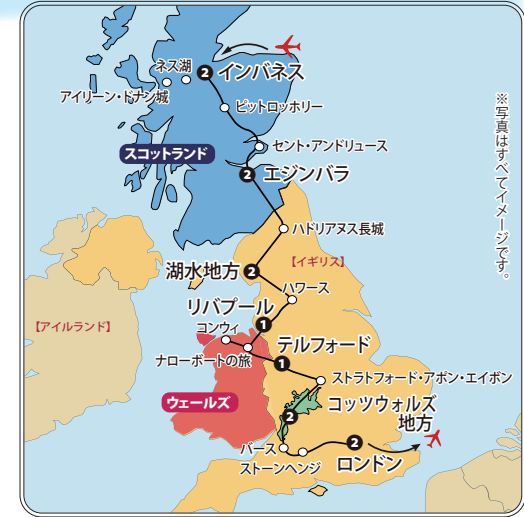 ネス湖
❷ インバネス
アイリーン・ドナン城
ピットロッホリー
※写真はすべてイメージです。
セント・アンドリュース
スコットランド
❷ エジンバラ
ハドリアヌス長城
【イギリス】
湖水地方 ❷
ハワース
リバプール
❶
【アイルランド】
コンウィ
テルフォード
ナローボートの旅
❶
ストラトフォード・アポン・エイボン
ウェールズ
コッツウォルズ
地方
❷
バース
❷
ストーンヘンジ
ロンドン